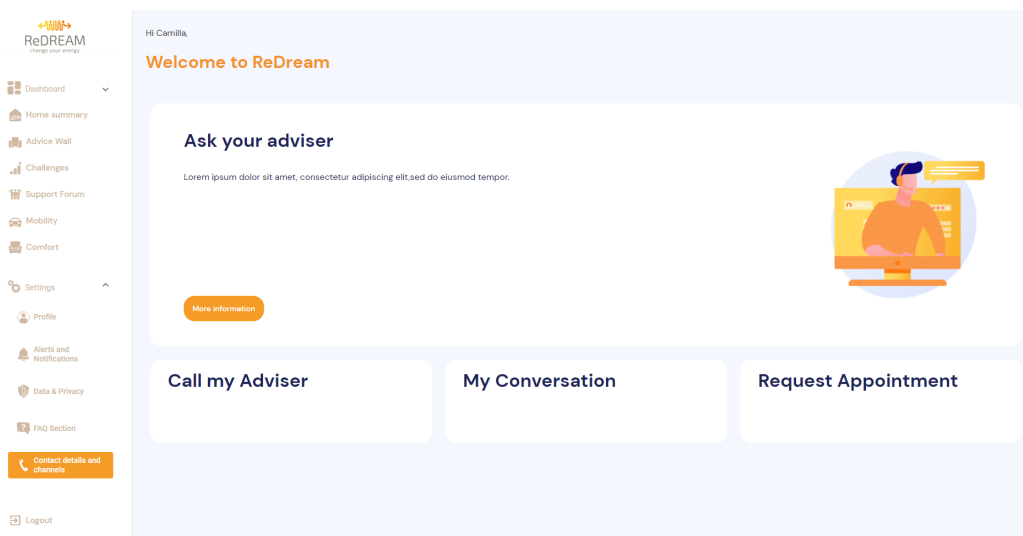 ReDREAM
change your energy
Dashboard
Home summary
Advice Wall
Challenges
Support Forum
Mobility
Comfort
Settings
Profile
Alerts and
Notifications
Data & Privacy
FAQ Section
Contact details and
channels
Logout
Hi Camilla,
Welcome to ReDream
Ask your adviser
Lorem ipsum dolor sit amet, consectetur adipiscing elit,sed do eiusmod tempor.
More information
Call my Adviser
My Conversation
Request Appointment